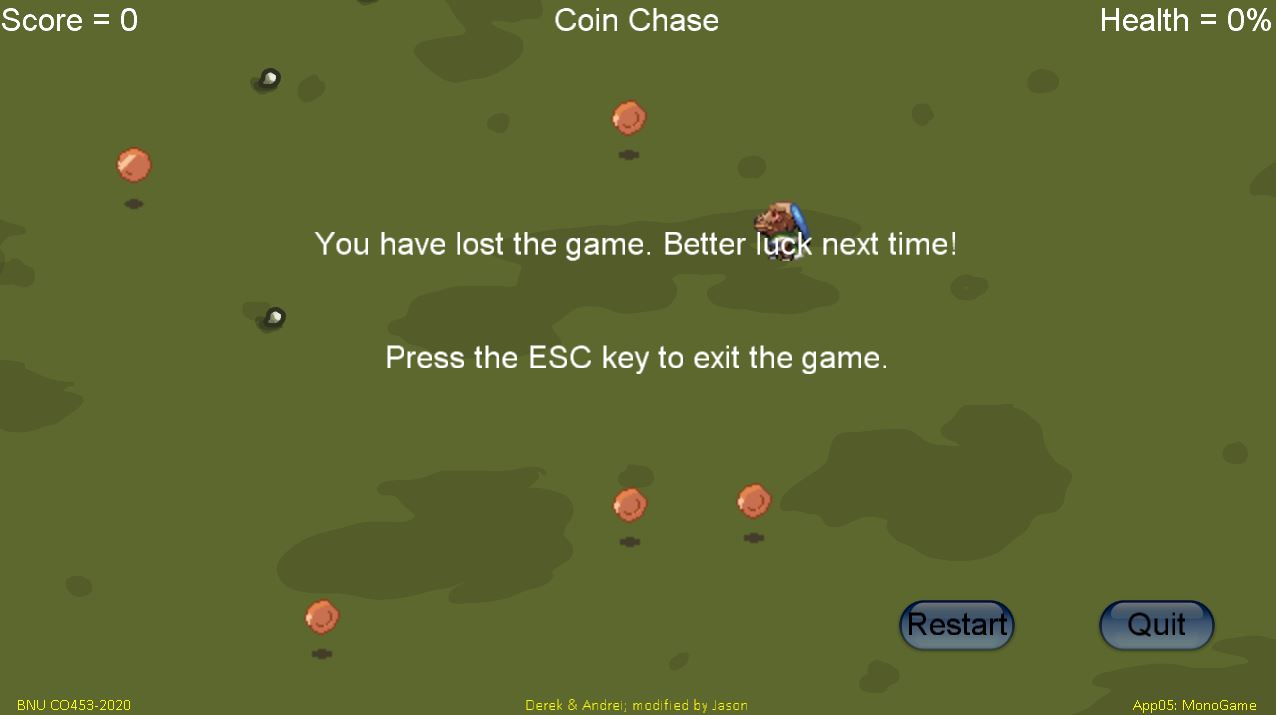 Score = 0
Coin Chase
Health = 0%
You have lost the game. Better luck next time!
Press the ESC key to exit the game.
Restart
Quit
BNU CO453-2020
Derek & Andrei; modified by Jason
App05: MonoGame